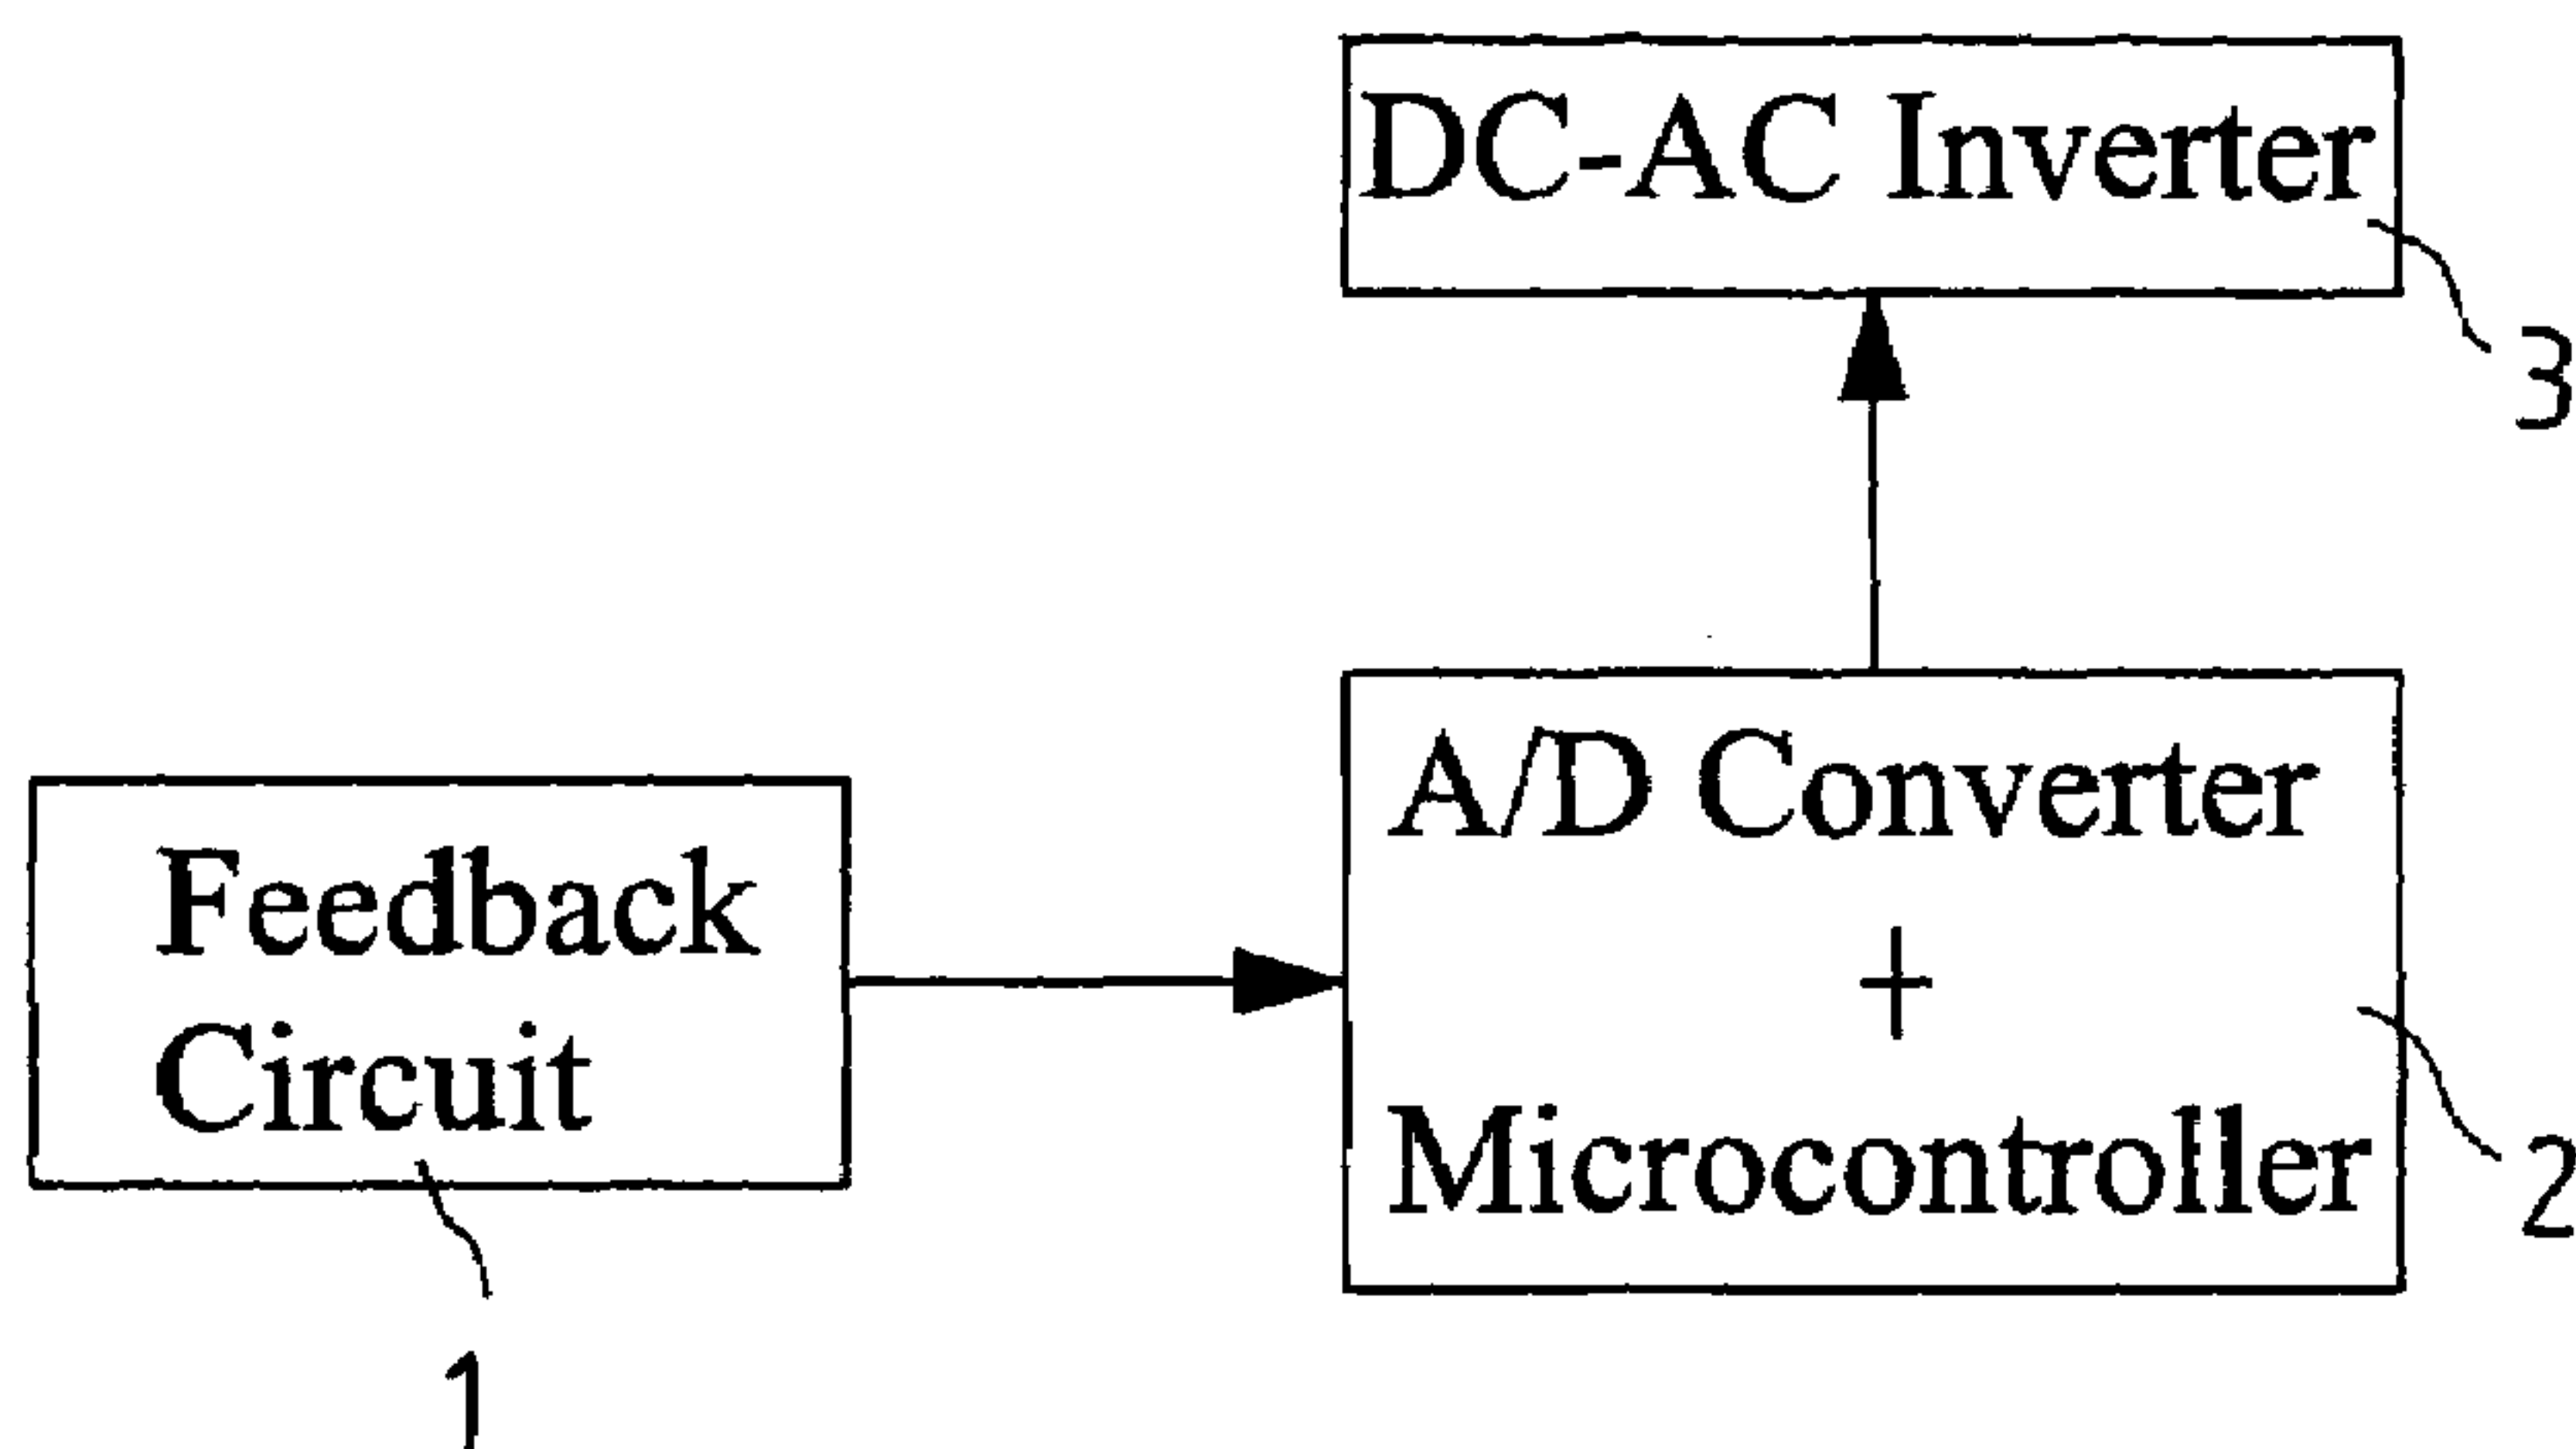 DC-AC Inverter
3
A/D Converter
+
Microcontroller
2
Feedback
Circuit
1